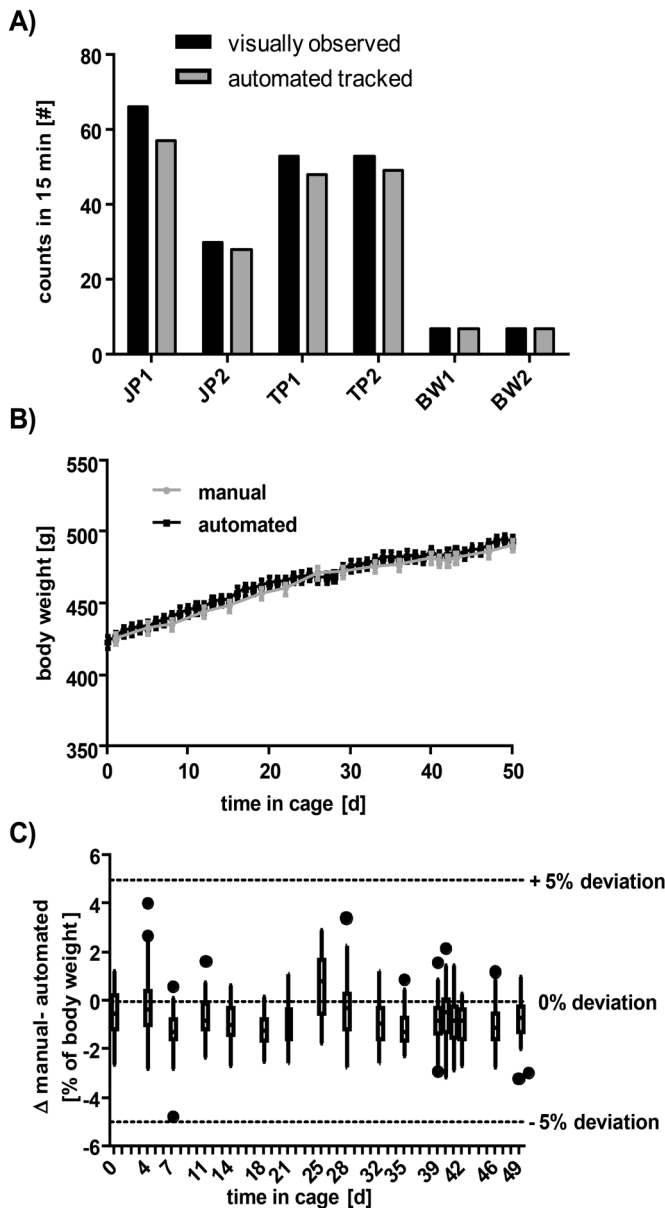 A)
visually observed
automated tracked
counts in 15 min [#]
80
60
40
20
0
JP1 JP2 TP1 TP2 BW1 BW2
B)
manual
automated
body weight [g]
550
500
450
400
350
0 10 20 30 40 50
time in cage [d]
C)
Δ manual- automated
[% of body weight]
6
4
2
0
-2
-4
-6
+ 5% deviation
0% deviation
- 5% deviation
0 4 7 11 14 18 21 25 28 32 35 39 42 46 49
time in cage [d]